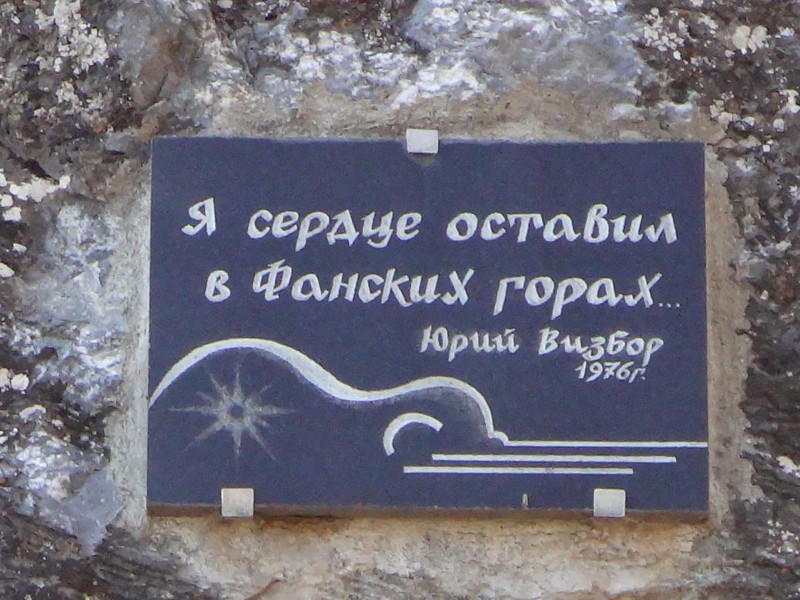 Я сердце оставил
в Фанских горах...
Юрий Визбор
1976г.